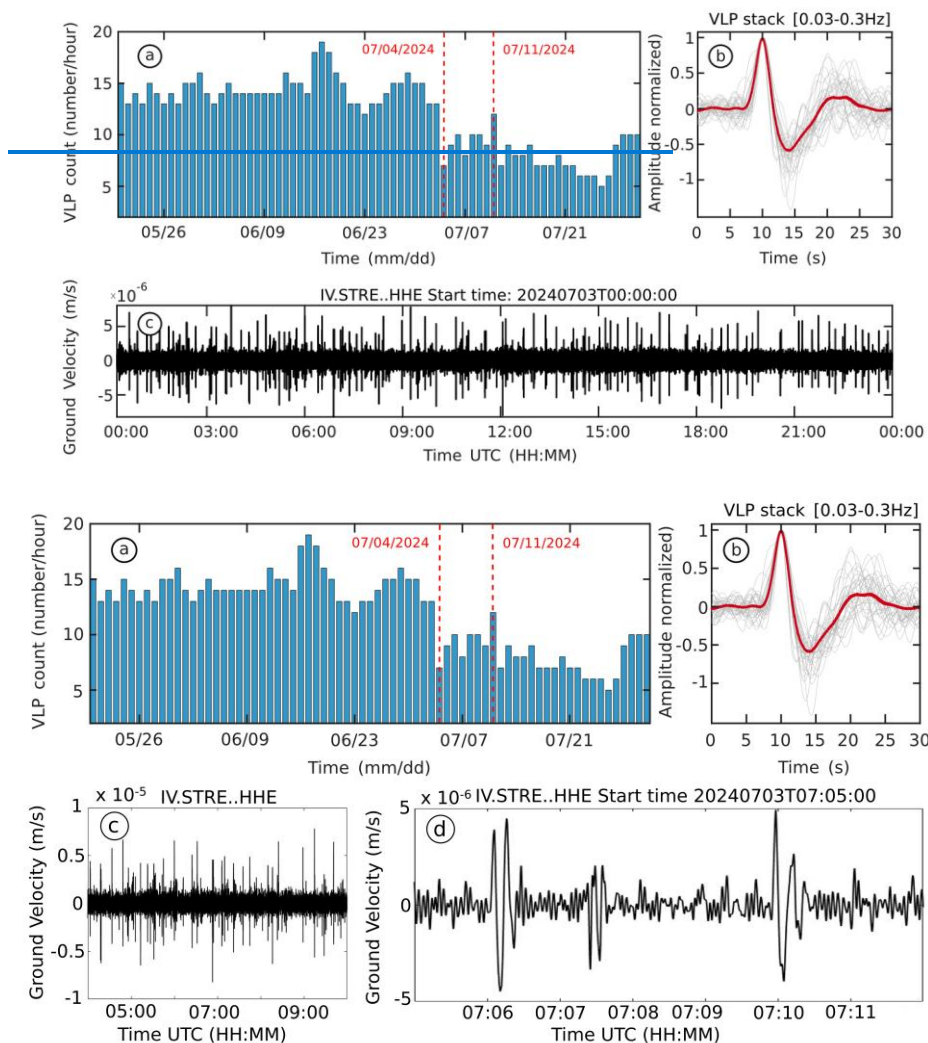 VLP stack [0.03-0.3Hz]
20
15
10
5
VLP count (number/hour)
a
07/04/2024
07/11/2024
05/26
06/09
06/23
07/07
07/21
Time (mm/dd)
Amplitude normalized
1
0.5
0
-0.5
-1
b
0 5 10 15 20 25 30
Time (s)
×10⁻⁶
IV.STRE..HHE Start time: 20240703T00:00:00
Ground Velocity (m/s)
5
0
-5
c
00:00 03:00 06:00 09:00 12:00 15:00 18:00 21:00 00:00
Time UTC (HH:MM)
VLP stack [0.03-0.3Hz]
20
15
10
5
VLP count (number/hour)
a
07/04/2024
07/11/2024
05/26
06/09
06/23
07/07
07/21
Time (mm/dd)
Amplitude normalized
1
0.5
0
-0.5
-1
b
0 5 10 15 20 25 30
Time (s)
x 10⁻⁵
IV.STRE..HHE
Ground Velocity (m/s)
1
0.5
0
-0.5
-1
c
05:00 07:00 09:00
Time UTC (HH:MM)
x 10⁻⁶ IV.STRE..HHE Start time 20240703T07:05:00
Ground Velocity (m/s)
5
0
-5
d
07:06 07:07 07:08 07:09 07:10 07:11
Time UTC (HH:MM)